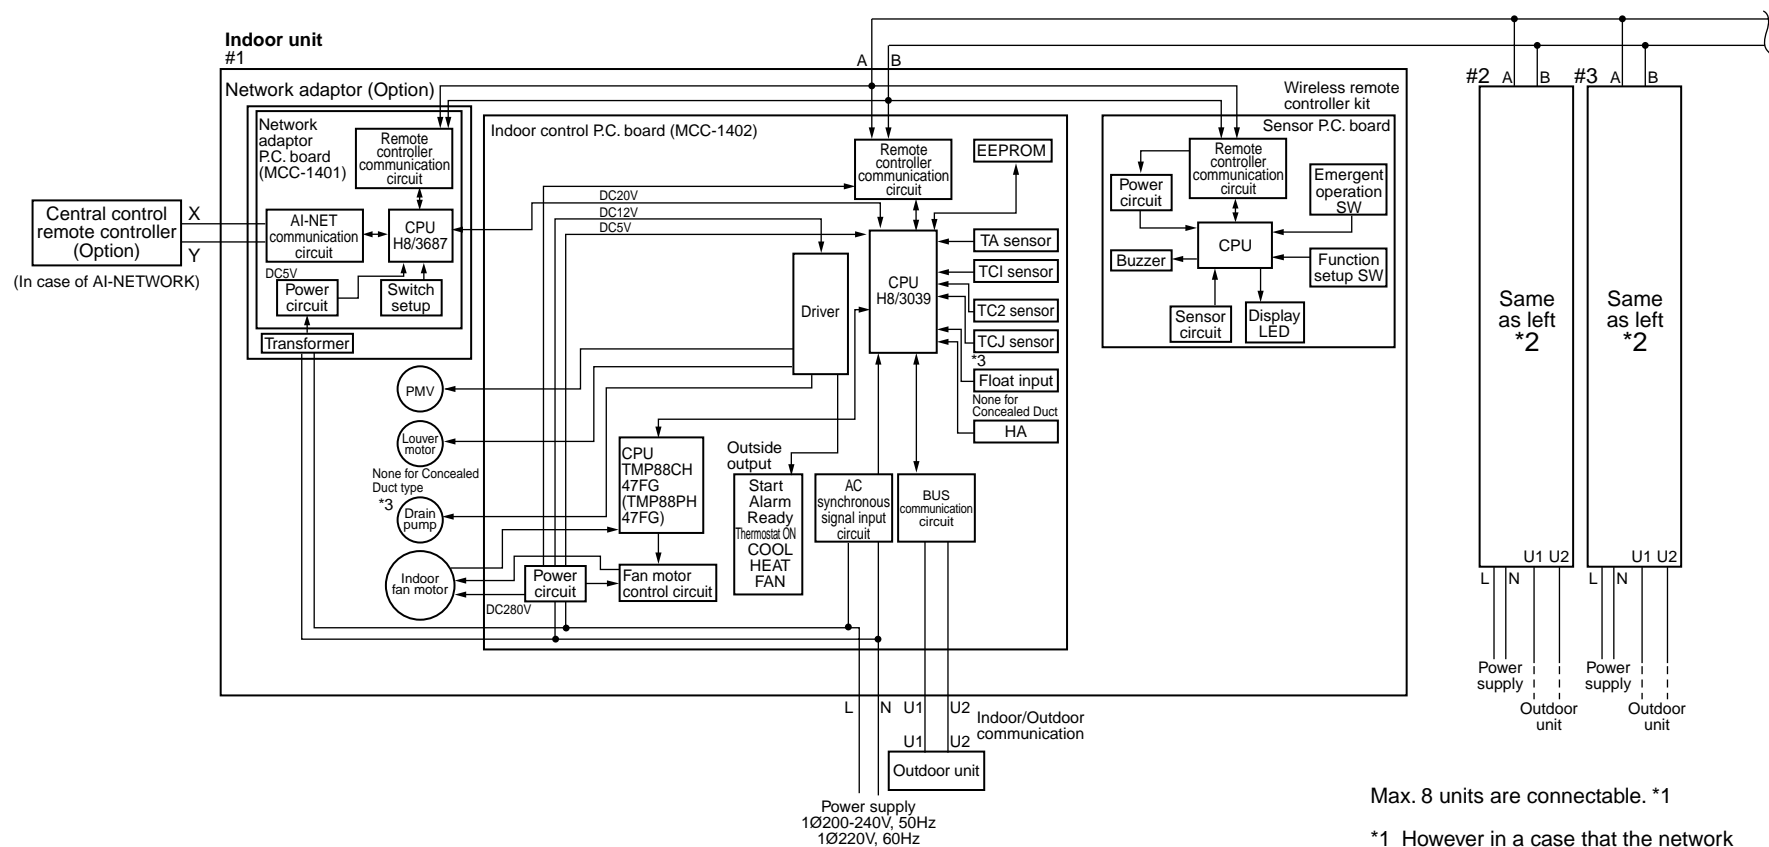 Indoor unit
#1
A
B
Network adaptor (Option)
Network
adaptor
P.C. board
(MCC-1401)
Remote
controller
communication
circuit
AI-NET
communication
circuit
CPU
H8/3687
DC5V
Power
circuit
Switch
setup
Transformer
Central control
remote controller
(Option)
X
Y
(In case of AI-NETWORK)
Indoor control P.C. board (MCC-1402)
DC20V
DC12V
DC5V
Remote
controller
communication
circuit
EEPROM
CPU
H8/3039
Driver
TA sensor
TCI sensor
TC2 sensor
TCJ sensor
*3
Float input
None for
Concealed Duct
HA
PMV
Louver
motor
None for Concealed
Duct type
*3
Drain
pump
Indoor
fan motor
CPU
TMP88CH
47FG
(TMP88PH
47FG)
Power
circuit
DC280V
Fan motor
control circuit
Outside
output
Start
Alarm
Ready
Thermostat ON
COOL
HEAT
FAN
AC
synchronous
signal input
circuit
BUS
communication
circuit
Wireless remote
controller kit
Sensor P.C. board
Remote
controller
communication
circuit
Power
circuit
Emergent
operation
SW
CPU
Buzzer
Function
setup SW
Sensor
circuit
Display
LED
L
N
U1
U2
Indoor/Outdoor
communication
U1
U2
Outdoor unit
Power supply
1Ø200-240V, 50Hz
1Ø220V, 60Hz
#2
A
B
Same
as left
*2
U1 U2
L
N
Power
supply
Outdoor
unit
#3
A
B
Same
as left
*2
U1 U2
L
N
Power
supply
Outdoor
unit
Max. 8 units are connectable. *1
*1 However in a case that the network